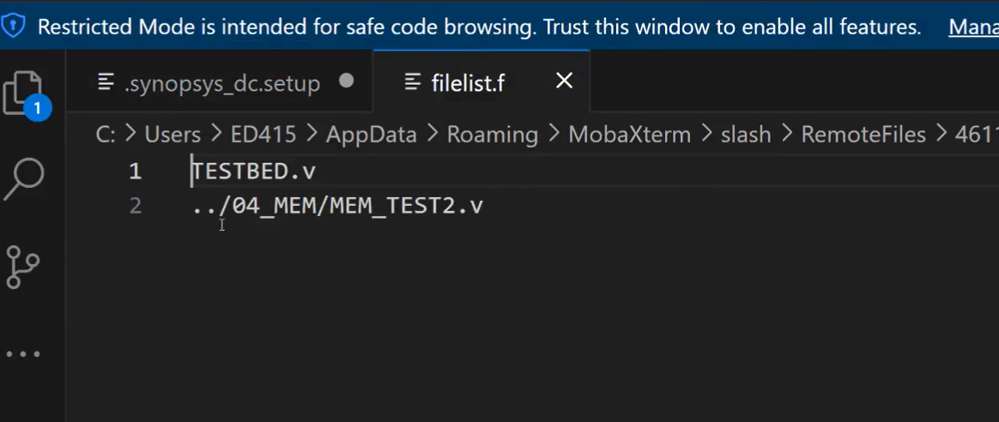 Restricted Mode is intended for safe code browsing. Trust this window to enable all features. Mana
1
.synopsys_dc.setup filelist.f
C: > Users > ED415 > AppData > Roaming > MobaXterm > slash > RemoteFiles > 4611
1 TESTBED.v
2 ../04_MEM/MEM_TEST2.v